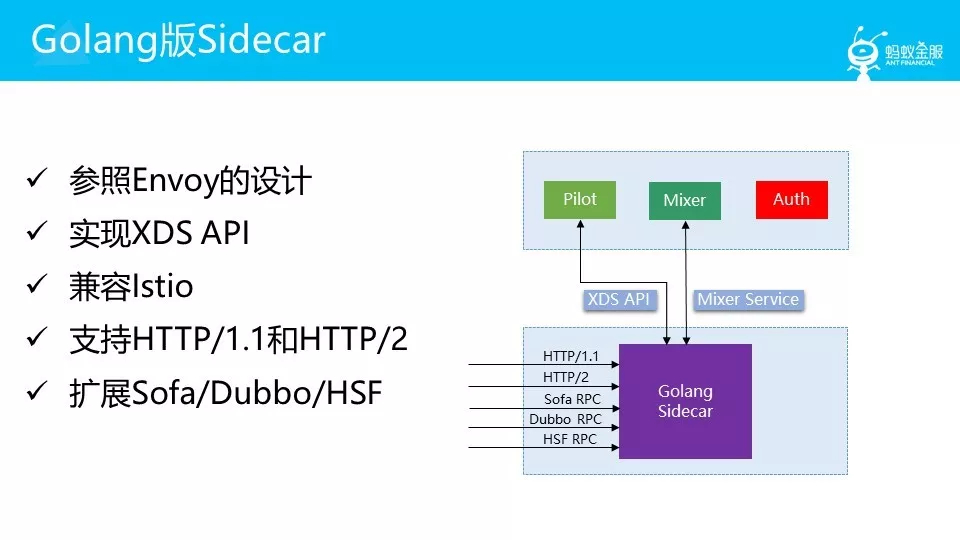 Golang版Sidecar
蚂蚁金服
ANT FINANCIAL
✓ 参照Envoy的设计
✓ 实现XDS API
✓ 兼容Istio
✓ 支持HTTP/1.1和HTTP/2
✓ 扩展Sofa/Dubbo/HSF
Pilot
Mixer
Auth
XDS API
Mixer Service
HTTP/1.1
HTTP/2
Sofa RPC
Dubbo RPC
HSF RPC
Golang
Sidecar